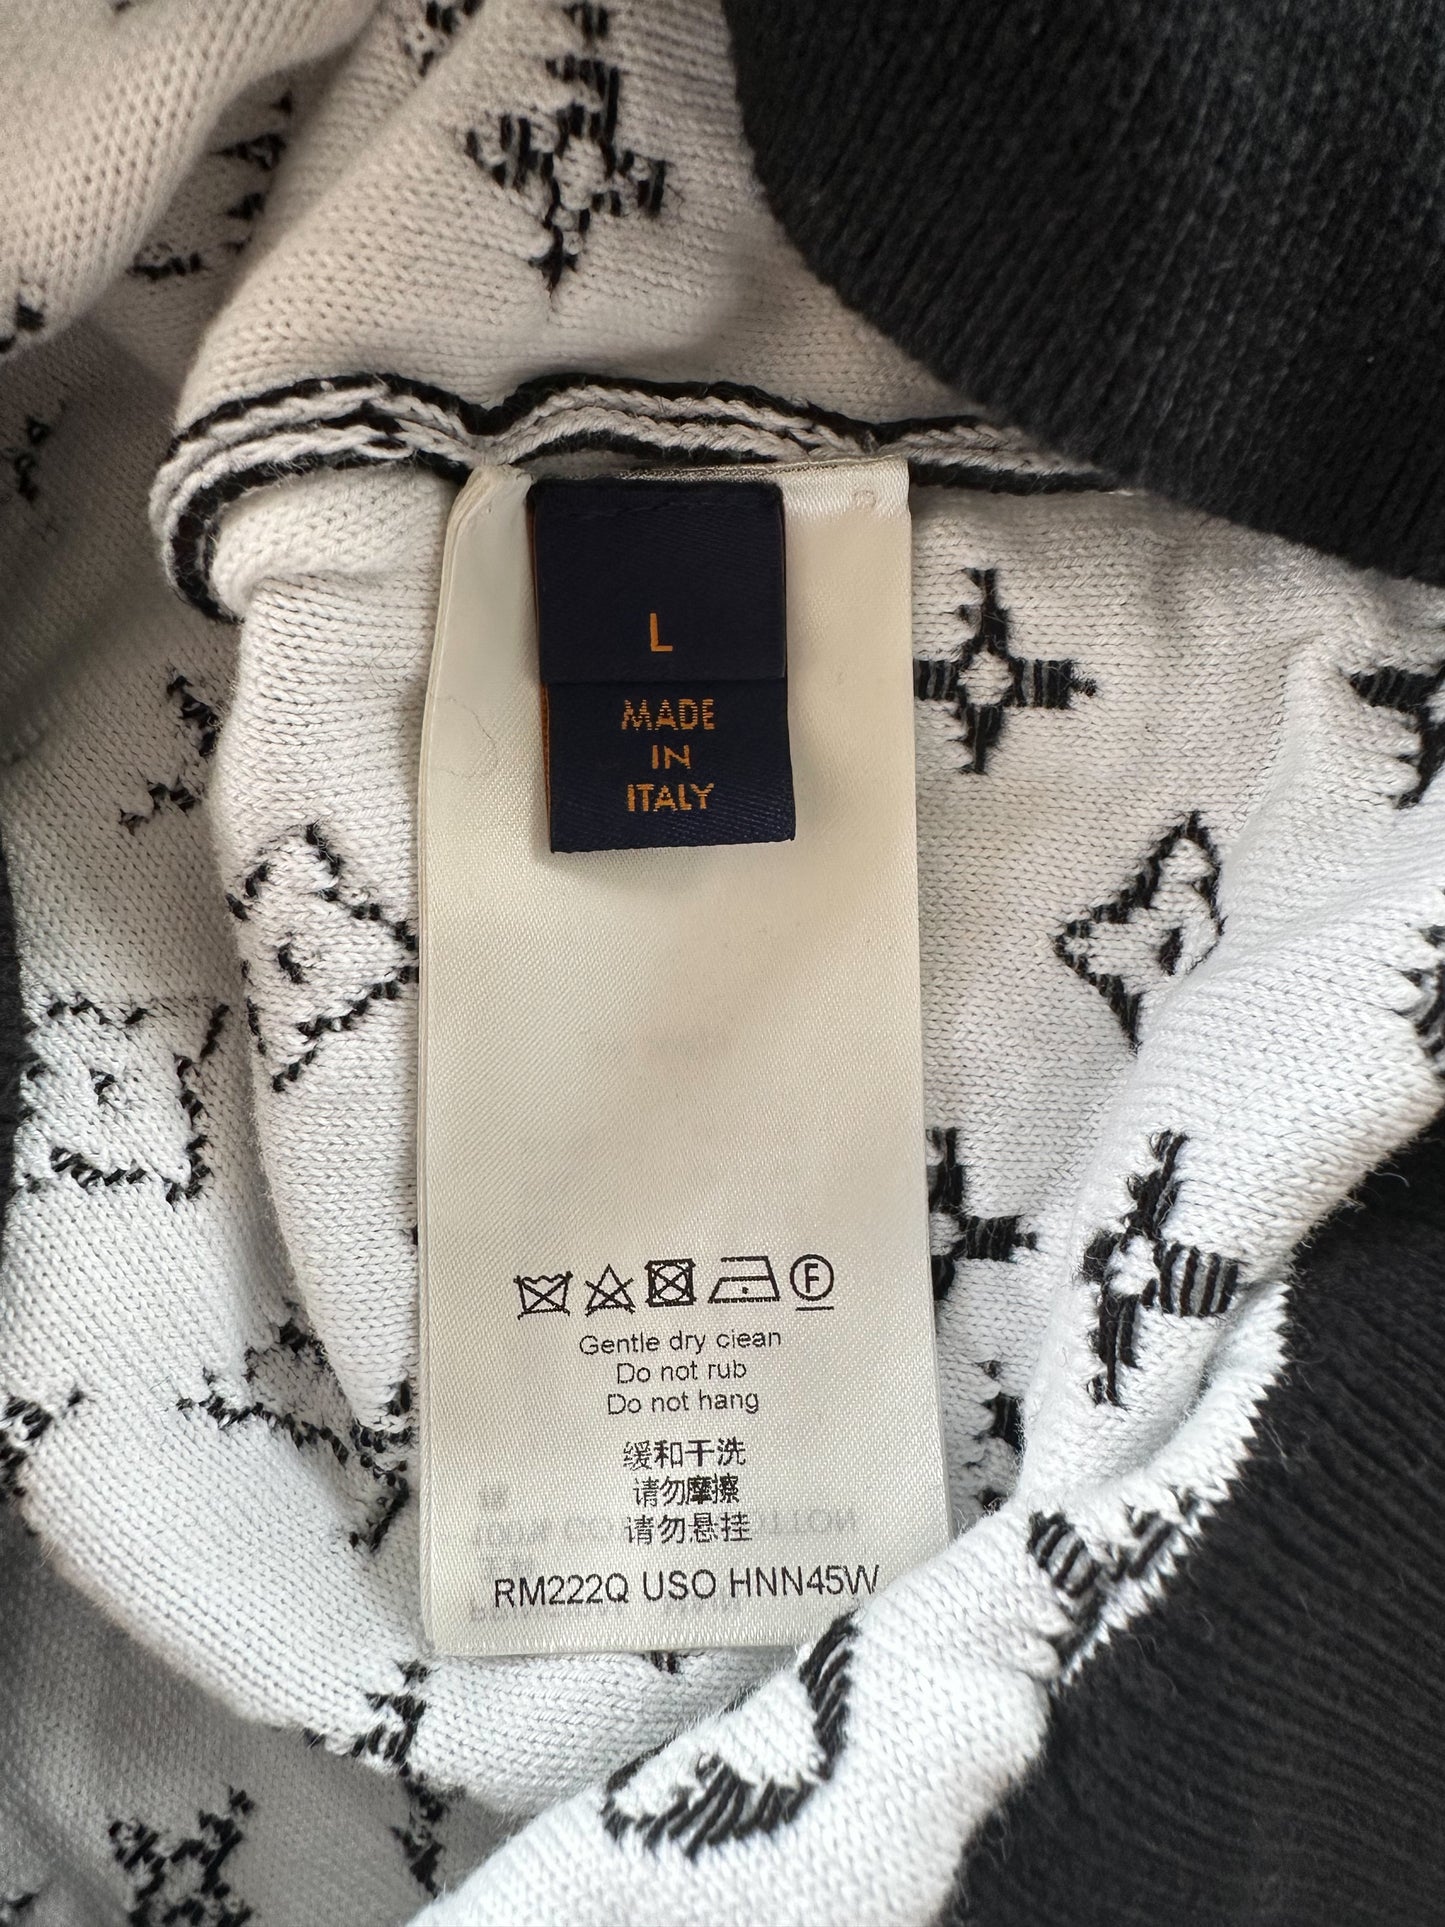 L
MADE
IN
ITALY
F
Gentle dry clean
Do not rub
Do not hang
缓和干洗
请勿摩擦
请勿悬挂
RM222Q USO HNN45W